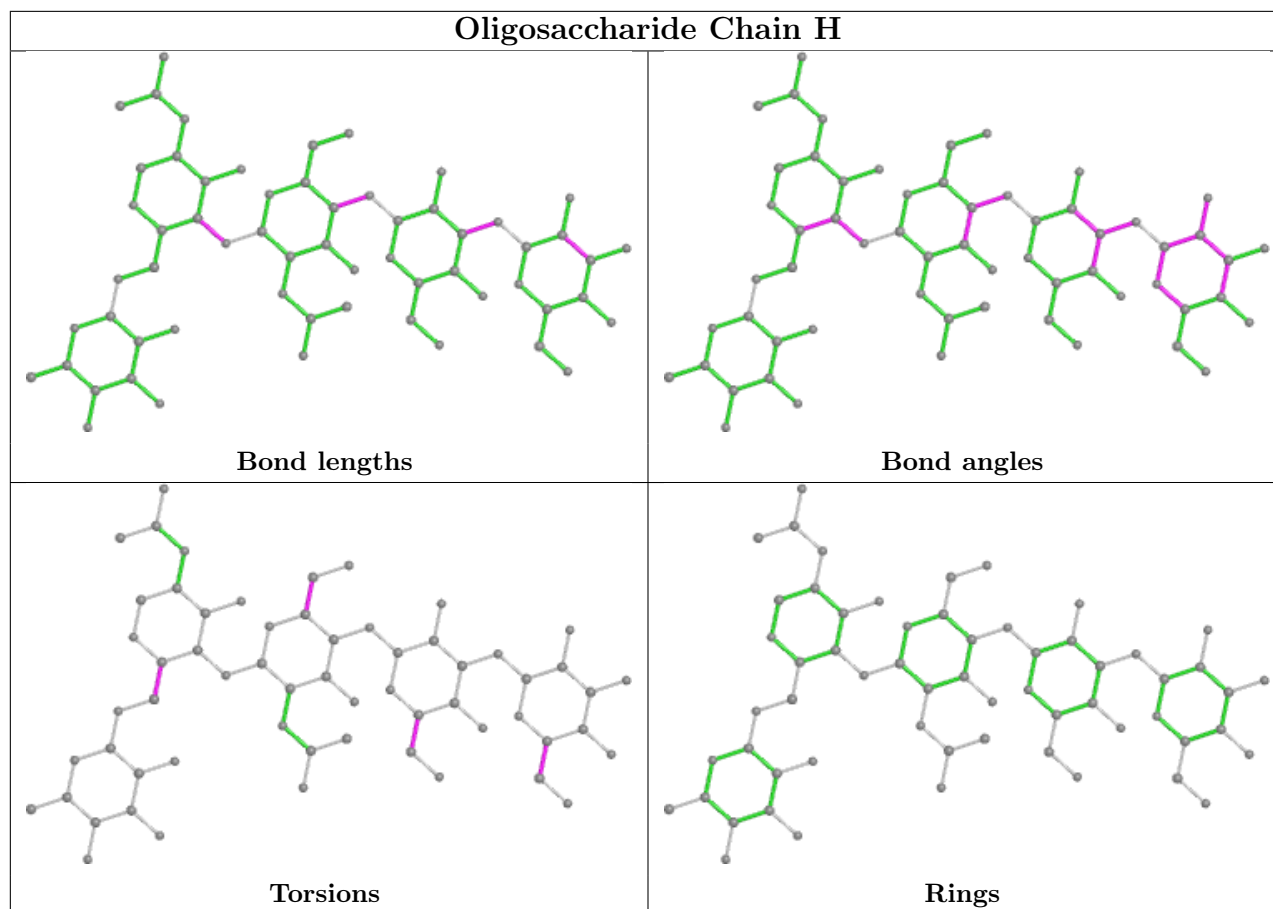 Oligosaccharide Chain H
Bond lengths
Bond angles
Torsions
Rings